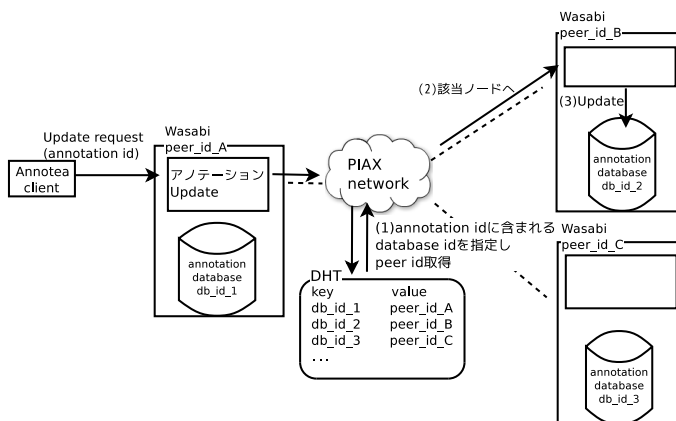 Wasabi
peer_id_B
(2)該当ノードへ
(3)Update
annotation
database
db_id_2
Update request
(annotation id)
Annotea
client
Wasabi
peer_id_A
アノテーション
Update
annotation
database
db_id_1
PIAX
network
(1)annotation idに含まれる
database idを指定し
peer id取得
DHT
key value
db_id_1 peer_id_A
db_id_2 peer_id_B
db_id_3 peer_id_C
...
Wasabi
peer_id_C
annotation
database
db_id_3